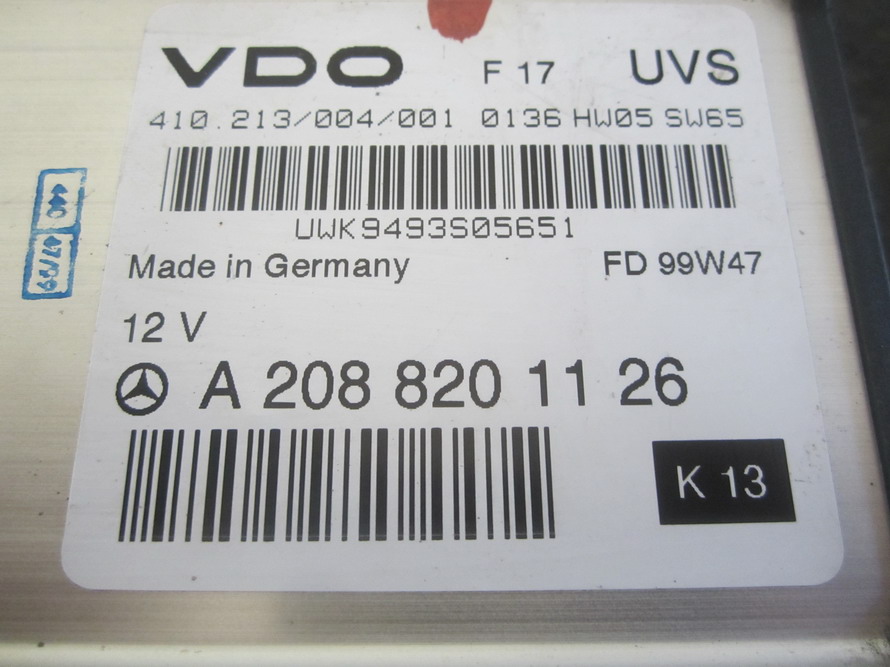 VDO F 17 UVS
410.213/004/001 0136 HW05 SW65
UWK9493S05651
Made in Germany FD 99W47
12 V
A 208 820 11 26
K 13